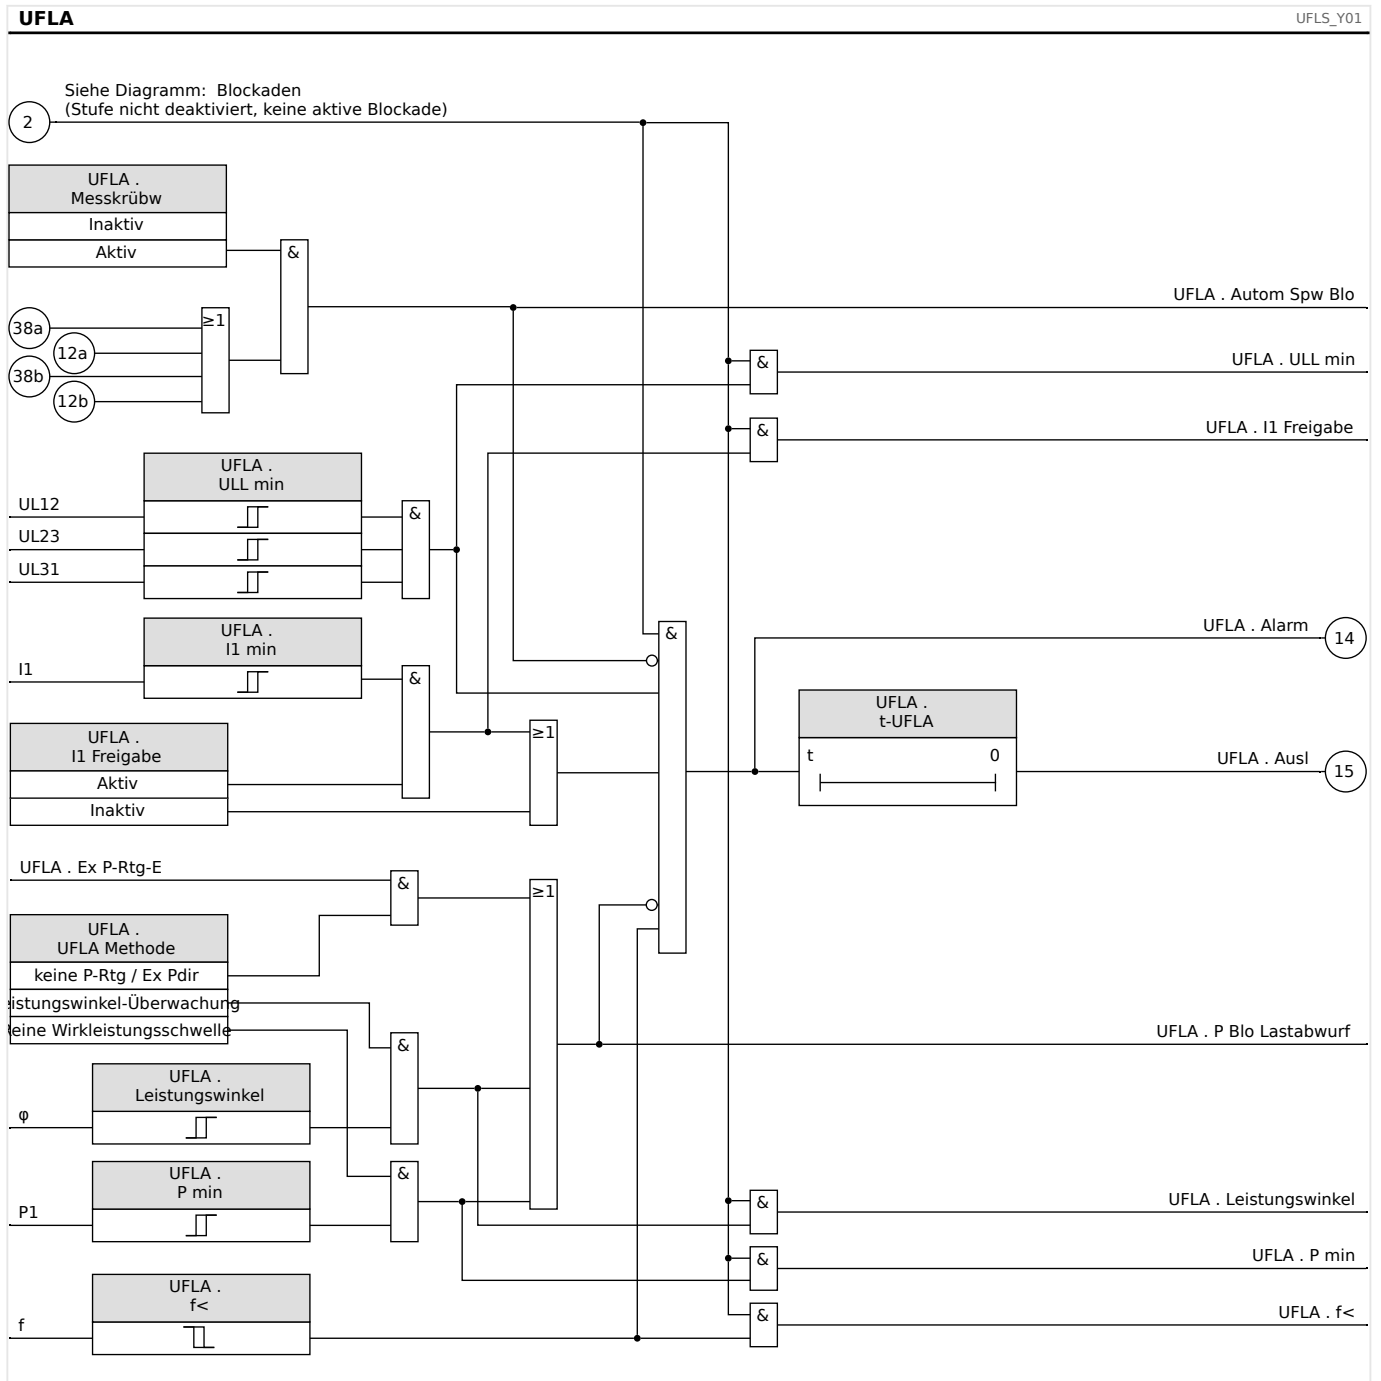 UFLA
UFLS_Y01
Siehe Diagramm: Blockaden
(Stufe nicht deaktiviert, keine aktive Blockade)
2
UFLA .
Messkrübw
Inaktiv
Aktiv
&
UFLA . Autom Spw Blo
38a
≥1
12a
38b
12b
&
UFLA . ULL min
&
UFLA . I1 Freigabe
UFLA .
ULL min
UL12
&
UL23
UL31
UFLA .
I1 min
I1
&
&
UFLA . Alarm
14
UFLA .
I1 Freigabe
Aktiv
Inaktiv
≥1
UFLA .
t-UFLA
t
0
UFLA . Ausl
15
UFLA . Ex P-Rtg-E
&
≥1
UFLA .
UFLA Methode
keine P-Rtg / Ex Pdir
eistungswinkel-Überwachung
eine Wirkleistungsschwelle
&
UFLA . P Blo Lastabwurf
UFLA .
Leistungswinkel
φ
UFLA .
P min
P1
&
&
UFLA . Leistungswinkel
&
UFLA . P min
UFLA .
f<
f
&
UFLA . f<